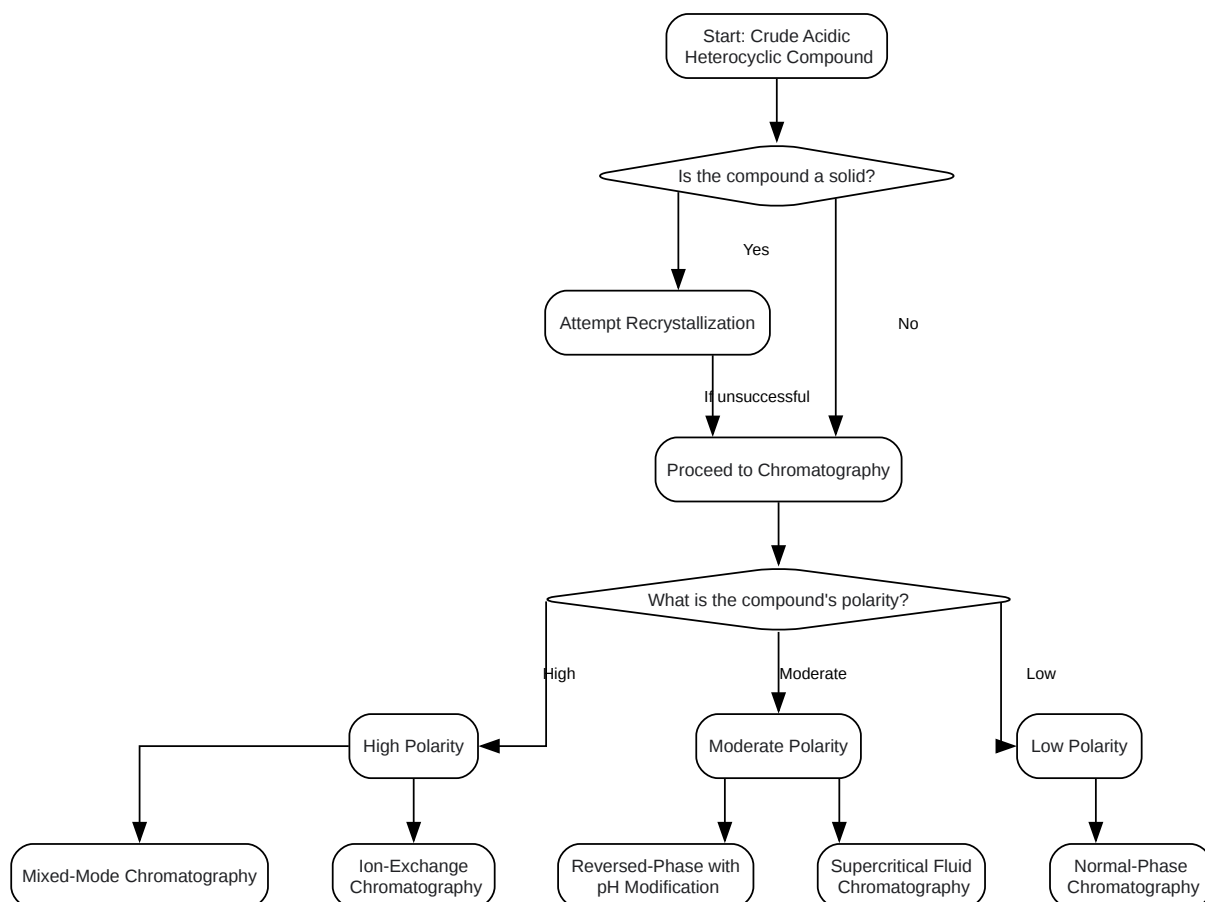 Start: Crude Acidic
Heterocyclic Compound
Is the compound a solid?
Yes
Attempt Recrystallization
No
If unsuccessful
Proceed to Chromatography
What is the compound's polarity?
High
Moderate
Low
High Polarity
Moderate Polarity
Low Polarity
Mixed-Mode Chromatography
Ion-Exchange
Chromatography
Reversed-Phase with
pH Modification
Supercritical Fluid
Chromatography
Normal-Phase
Chromatography